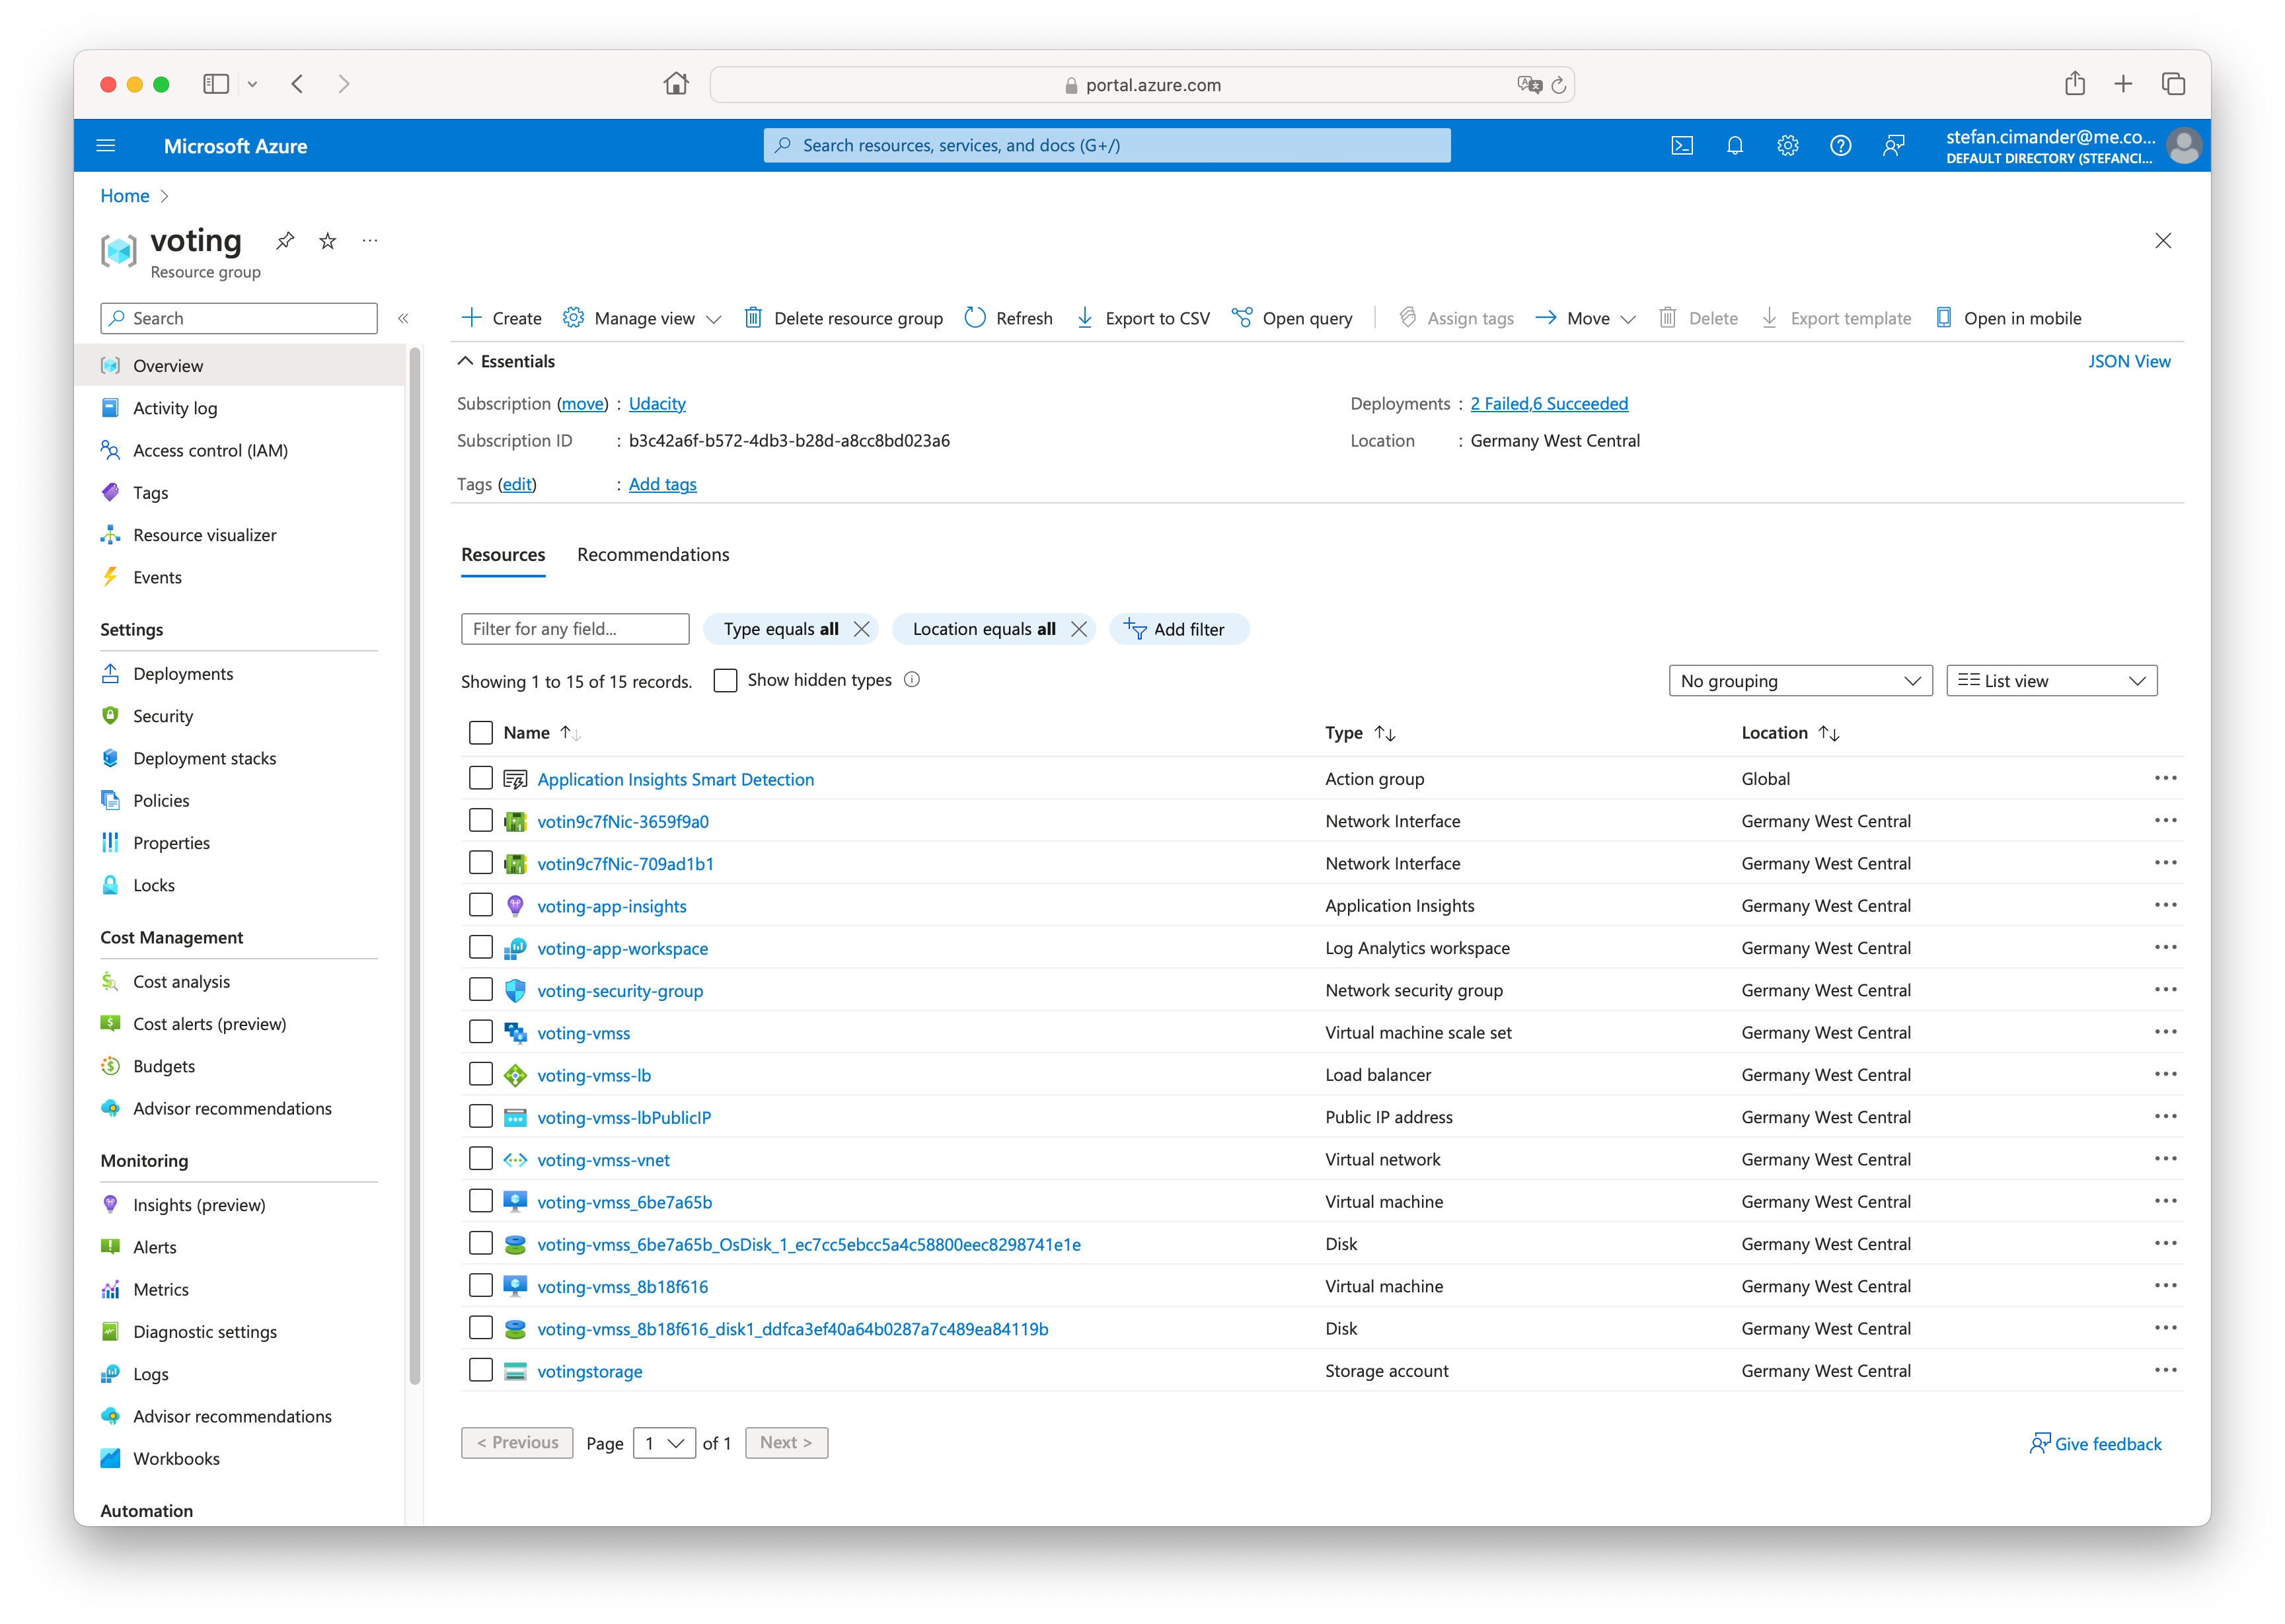 portal.azure.com
Microsoft Azure
Search resources, services, and docs (G+/)
stefan.cimander@me.co...
DEFAULT DIRECTORY (STEFANCI...
Home
voting
Resource group
Search
Overview
Activity log
Access control (IAM)
Tags
Resource visualizer
Events
Settings
Deployments
Security
Deployment stacks
Policies
Properties
Locks
Cost Management
Cost analysis
Cost alerts (preview)
Budgets
Advisor recommendations
Monitoring
Insights (preview)
Alerts
Metrics
Diagnostic settings
Logs
Advisor recommendations
Workbooks
Automation
Create Manage view Delete resource group Refresh Export to CSV Open query Assign tags Move Delete Export template Open in mobile
Essentials JSON View
Subscription (move) : Udacity Deployments : 2 Failed,6 Succeeded
Subscription ID : b3c42a6f-b572-4db3-b28d-a8cc8bd023a6 Location : Germany West Central
Tags (edit) : Add tags
Resources Recommendations
Filter for any field... Type equals all Location equals all Add filter
Showing 1 to 15 of 15 records. Show hidden types No grouping List view
Name Type Location
Application Insights Smart Detection Action group Global
votin9c7fNic-3659f9a0 Network Interface Germany West Central
votin9c7fNic-709ad1b1 Network Interface Germany West Central
voting-app-insights Application Insights Germany West Central
voting-app-workspace Log Analytics workspace Germany West Central
voting-security-group Network security group Germany West Central
voting-vmss Virtual machine scale set Germany West Central
voting-vmss-lb Load balancer Germany West Central
voting-vmss-lbPublicIP Public IP address Germany West Central
voting-vmss-vnet Virtual network Germany West Central
voting-vmss_6be7a65b Virtual machine Germany West Central
voting-vmss_6be7a65b_OsDisk_1_ec7cc5ebcc5a4c58800eec8298741e1e Disk Germany West Central
voting-vmss_8b18f616 Virtual machine Germany West Central
voting-vmss_8b18f616_disk1_ddfca3ef40a64b0287a7c489ea84119b Disk Germany West Central
votingstorage Storage account Germany West Central
< Previous Page 1 of 1 Next > Give feedback